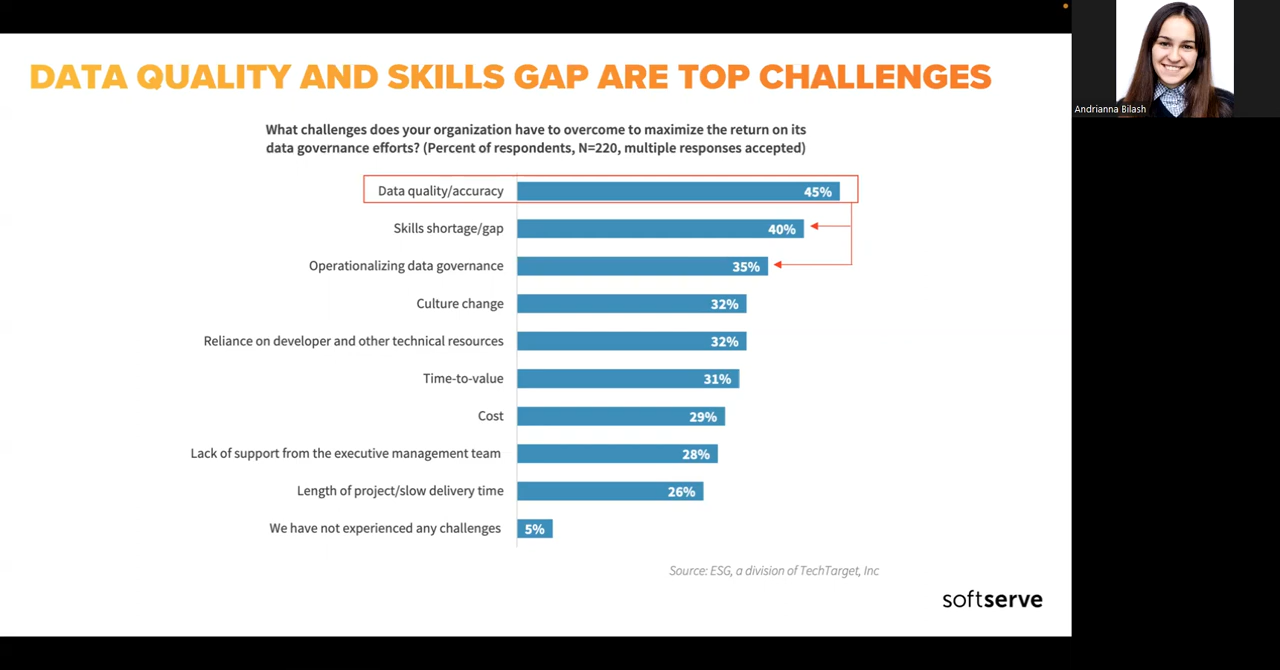 DATA QUALITY AND SKILLS GAP ARE TOP CHALLENGES
Andrianna Bilash
What challenges does your organization have to overcome to maximize the return on its
data governance efforts? (Percent of respondents, N=220, multiple responses accepted)
Data quality/accuracy 45%
Skills shortage/gap 40%
Operationalizing data governance 35%
Culture change 32%
Reliance on developer and other technical resources 32%
Time-to-value 31%
Cost 29%
Lack of support from the executive management team 28%
Length of project/slow delivery time 26%
We have not experienced any challenges 5%
Source: ESG, a division of TechTarget, Inc
softserve